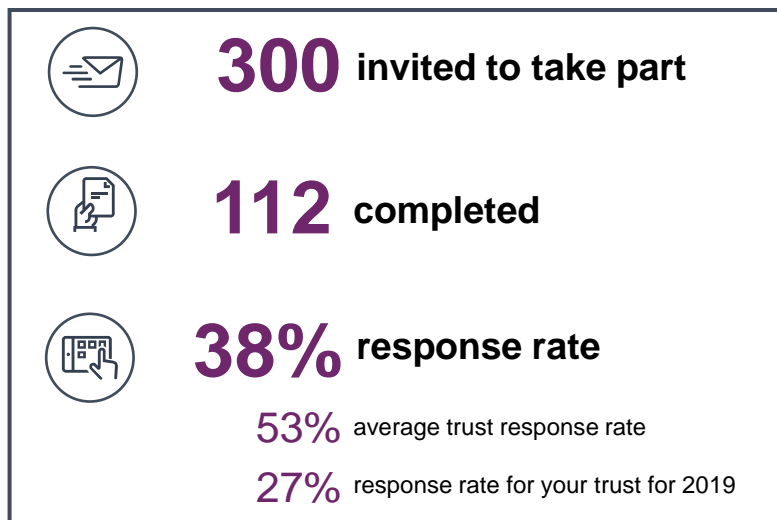 300 invited to take part
112 completed
38% response rate
53% average trust response rate
27% response rate for your trust for 2019